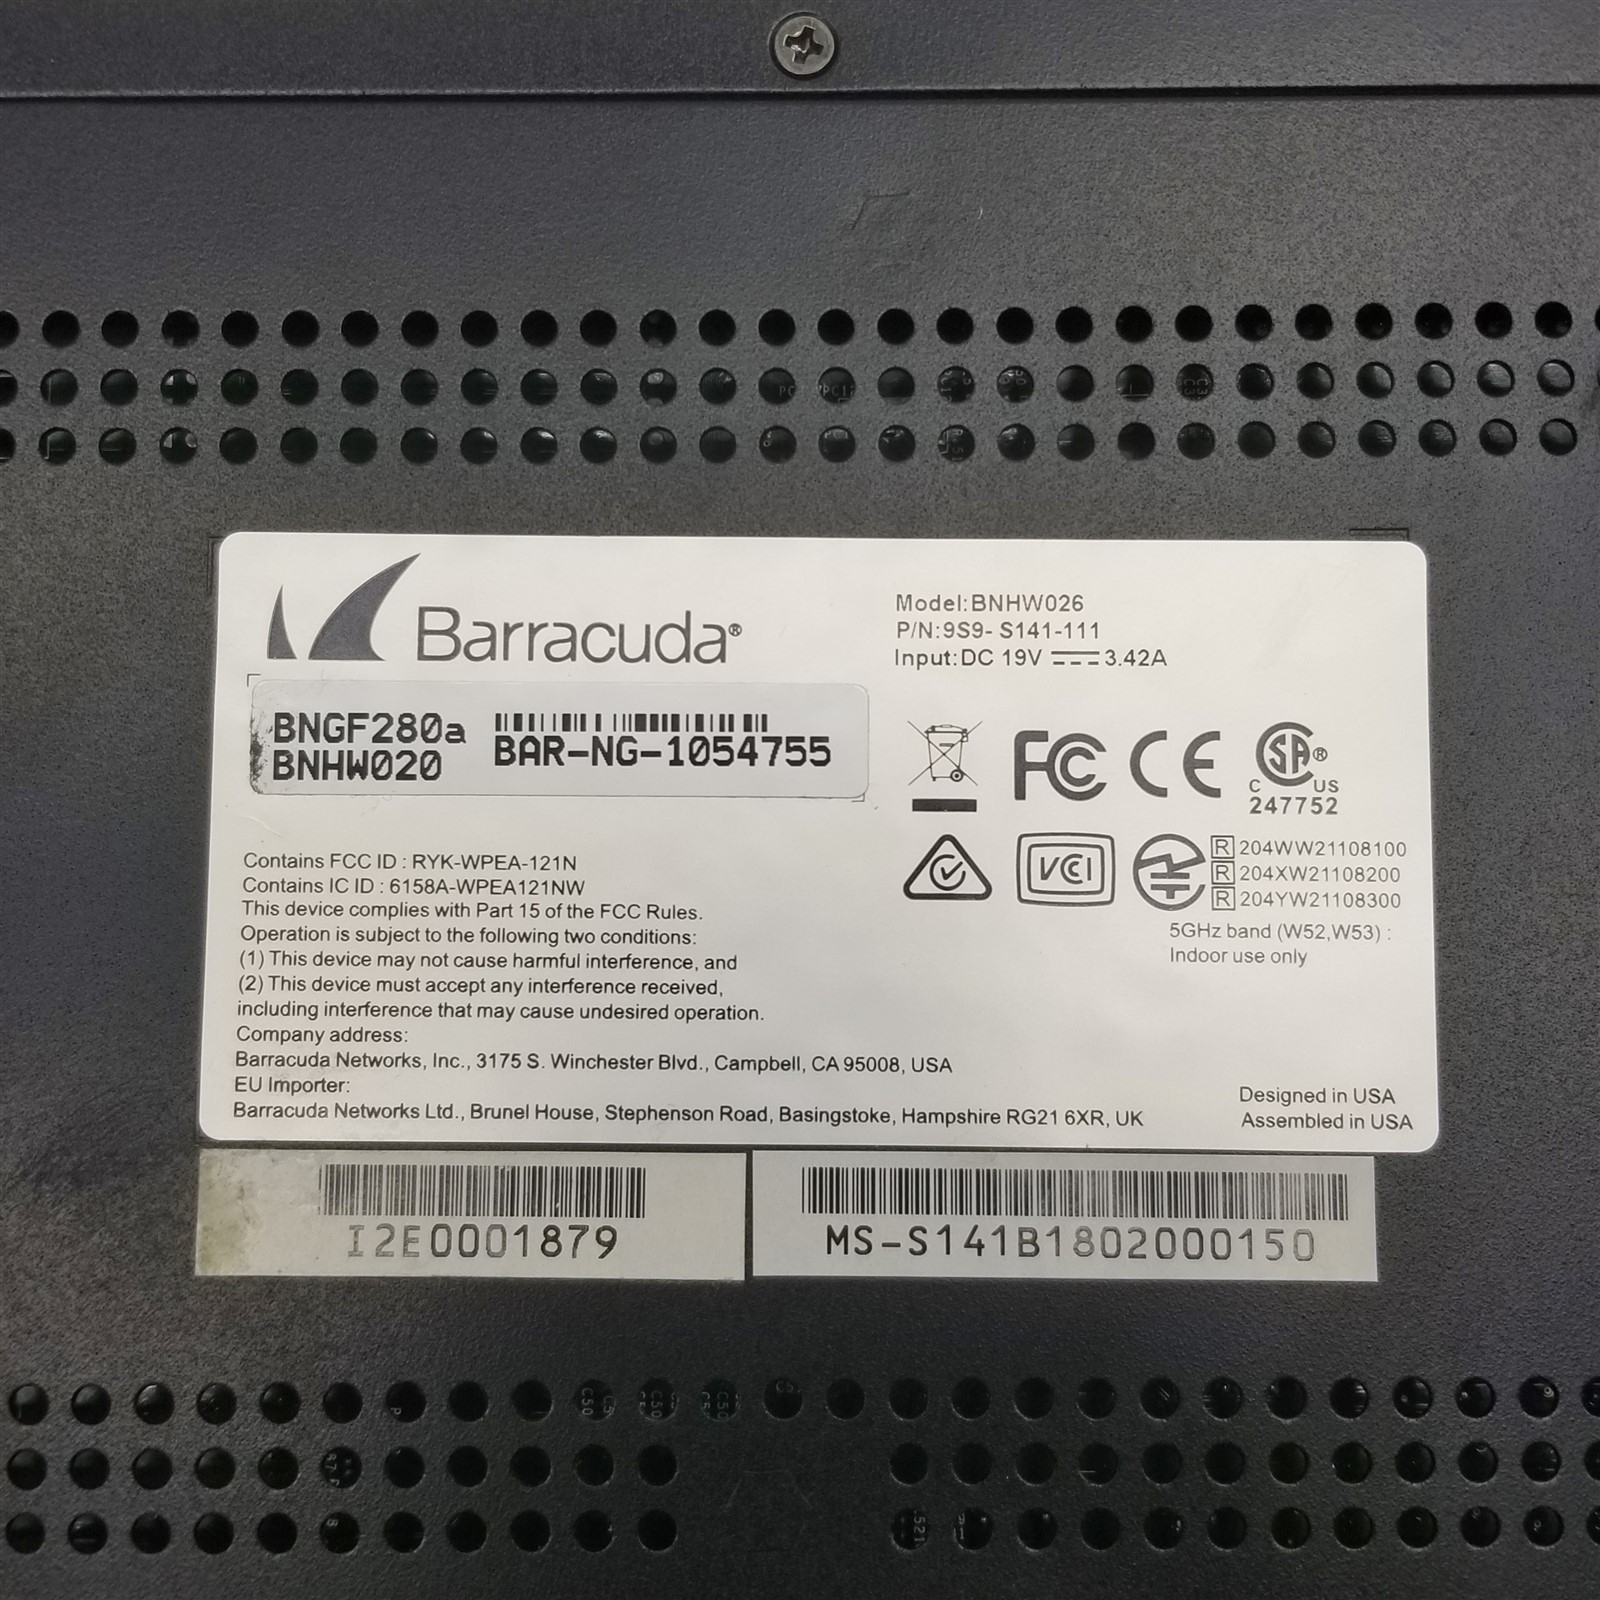 Barracuda®
Model:BNHW026
P/N:9S9- S141-111
Input:DC 19V 3.42A
BNGF280a
BNHW020
BAR-NG-1054755
FC CE
SA®
C US
247752
VCI
R 204WW21108100
R 204XW21108200
R 204YW21108300
5GHz band (W52,W53) :
Indoor use only
Contains FCC ID : RYK-WPEA-121N
Contains IC ID : 6158A-WPEA121NW
This device complies with Part 15 of the FCC Rules.
Operation is subject to the following two conditions:
(1) This device may not cause harmful interference, and
(2) This device must accept any interference received,
including interference that may cause undesired operation.
Company address:
Barracuda Networks, Inc., 3175 S. Winchester Blvd., Campbell, CA 95008, USA
EU Importer:
Barracuda Networks Ltd., Brunel House, Stephenson Road, Basingstoke, Hampshire RG21 6XR, UK
Designed in USA
Assembled in USA
I2E0001879
MS-S141B1802000150